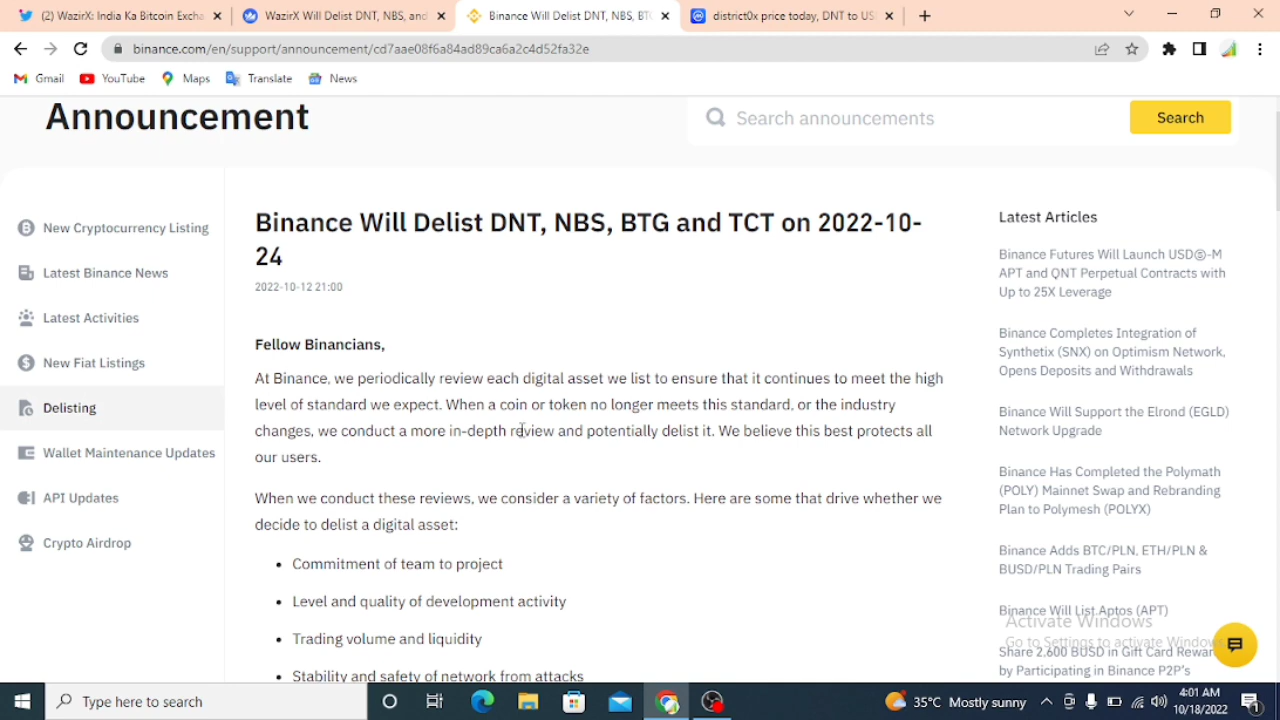 (2) WazirX: India Ka Bitcoin Excha
WazirX Will Delist DNT, NBS, and
Binance Will Delist DNT, NBS, BTG
district0x price today, DNT to US
binance.com/en/support/announcement/cd7aae08f6a84ad89ca6a2c4d52fa32e
Gmail
YouTube
Maps
Translate
News
Announcement
Search announcements
Search
New Cryptocurrency Listing
Latest Binance News
Latest Activities
New Fiat Listings
Delisting
Wallet Maintenance Updates
API Updates
Crypto Airdrop
Binance Will Delist DNT, NBS, BTG and TCT on 2022-10-
24
2022-10-12 21:00
Fellow Binancians,
At Binance, we periodically review each digital asset we list to ensure that it continues to meet the high
level of standard we expect. When a coin or token no longer meets this standard, or the industry
changes, we conduct a more in-depth review and potentially delist it. We believe this best protects all
our users.
When we conduct these reviews, we consider a variety of factors. Here are some that drive whether we
decide to delist a digital asset:
• Commitment of team to project
• Level and quality of development activity
• Trading volume and liquidity
• Stability and safety of network from attacks
Latest Articles
Binance Futures Will Launch USDⓈ-M
APT and QNT Perpetual Contracts with
Up to 25X Leverage
Binance Completes Integration of
Synthetix (SNX) on Optimism Network,
Opens Deposits and Withdrawals
Binance Will Support the Elrond (EGLD)
Network Upgrade
Binance Has Completed the Polymath
(POLY) Mainnet Swap and Rebranding
Plan to Polymesh (POLYX)
Binance Adds BTC/PLN, ETH/PLN &
BUSD/PLN Trading Pairs
Binance Will List Aptos (APT)
Activate Windows
Go to Settings to activate Windows
Share 2,600 BUSD in Gift Card Rewar
by Participating in Binance P2P's
Type here to search
35°C Mostly sunny
4:01 AM
10/18/2022
1